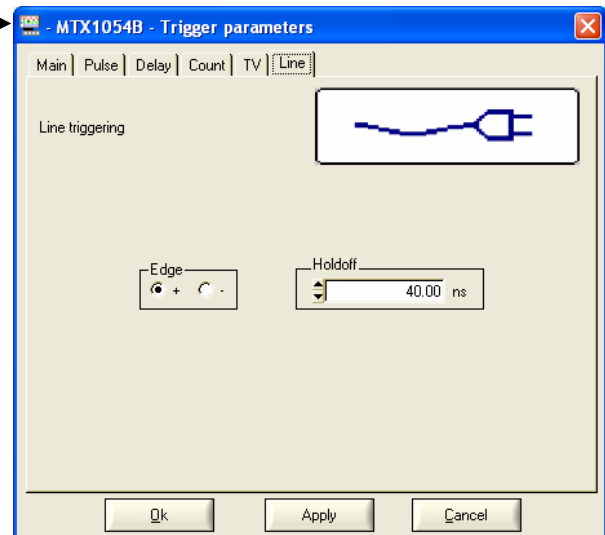 - MTX1054B - Trigger parameters
Main Pulse Delay Count TV Line
Line triggering
Edge
+ -
Holdoff
40.00 ns
Ok Apply Cancel